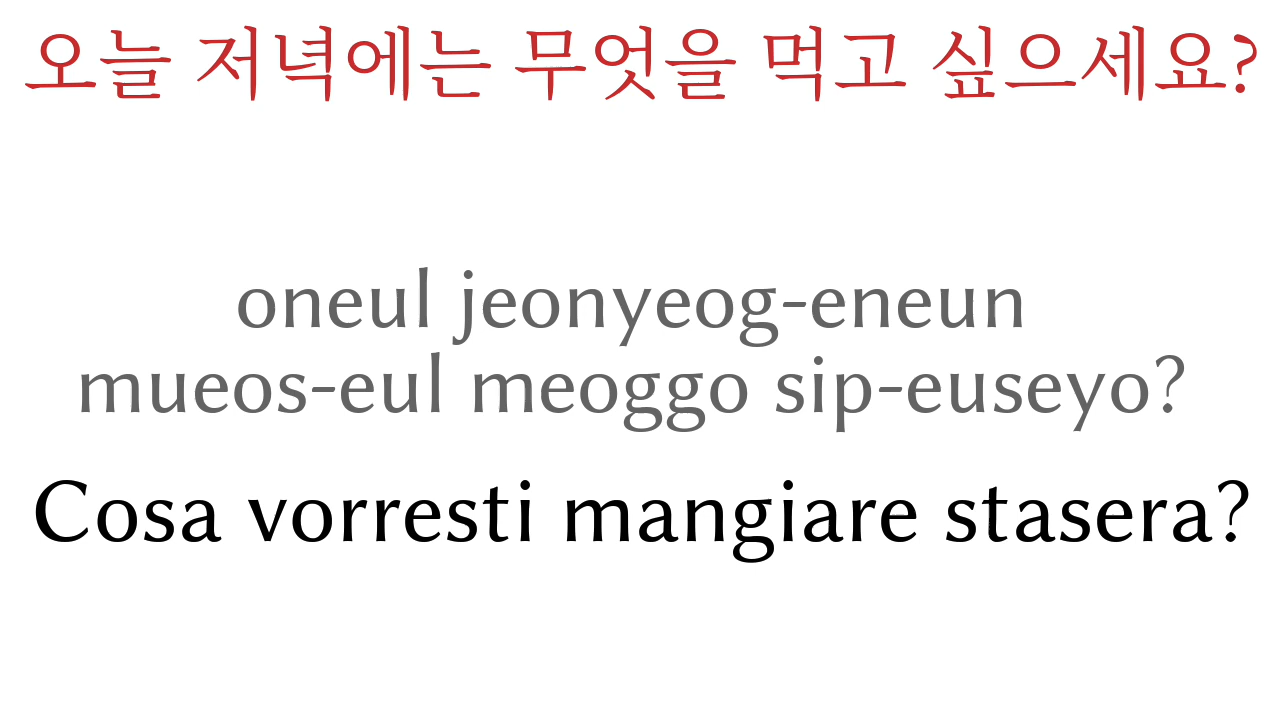 오늘 저녁에는 무엇을 먹고 싶으세요?
oneul jeonyeog-eneun
mueos-eul meoggo sip-euseyo?
Cosa vorresti mangiare stasera?